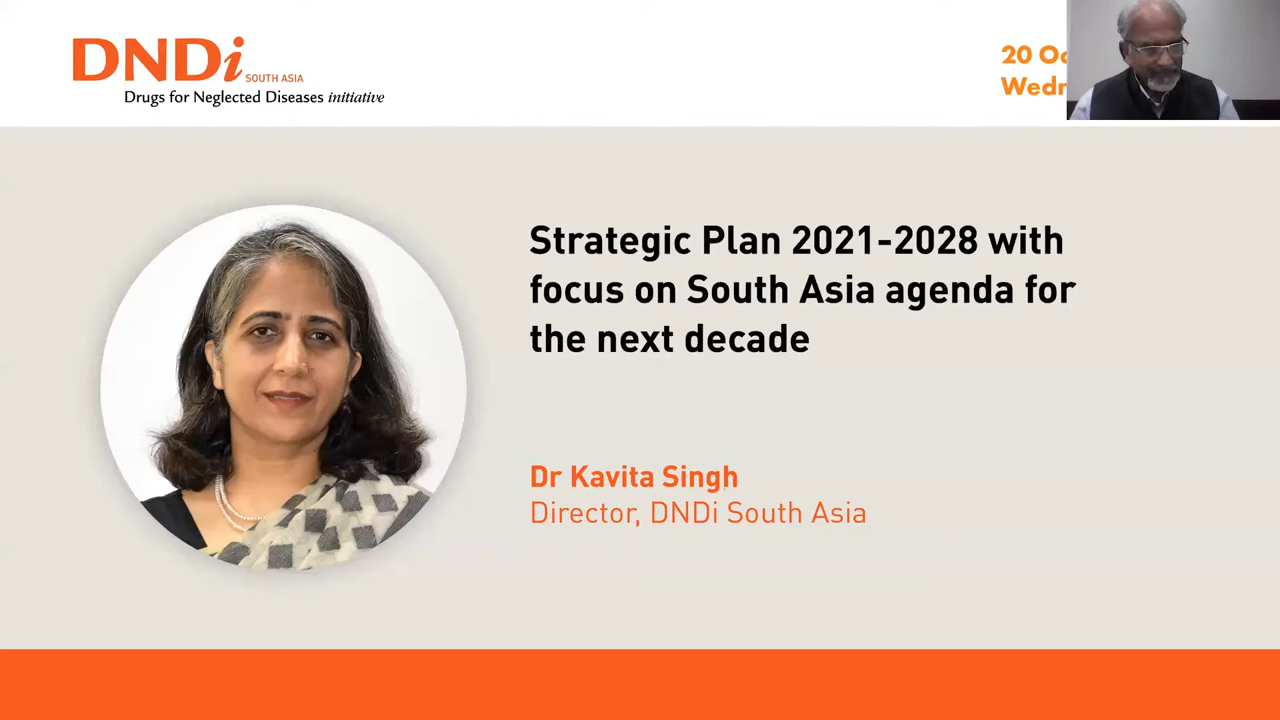 DNDi
SOUTH ASIA
Drugs for Neglected Diseases initiative
20
Strategic Plan 2021-2028 with
focus on South Asia agenda for
the next decade
Dr Kavita Singh
Director, DNDi South Asia